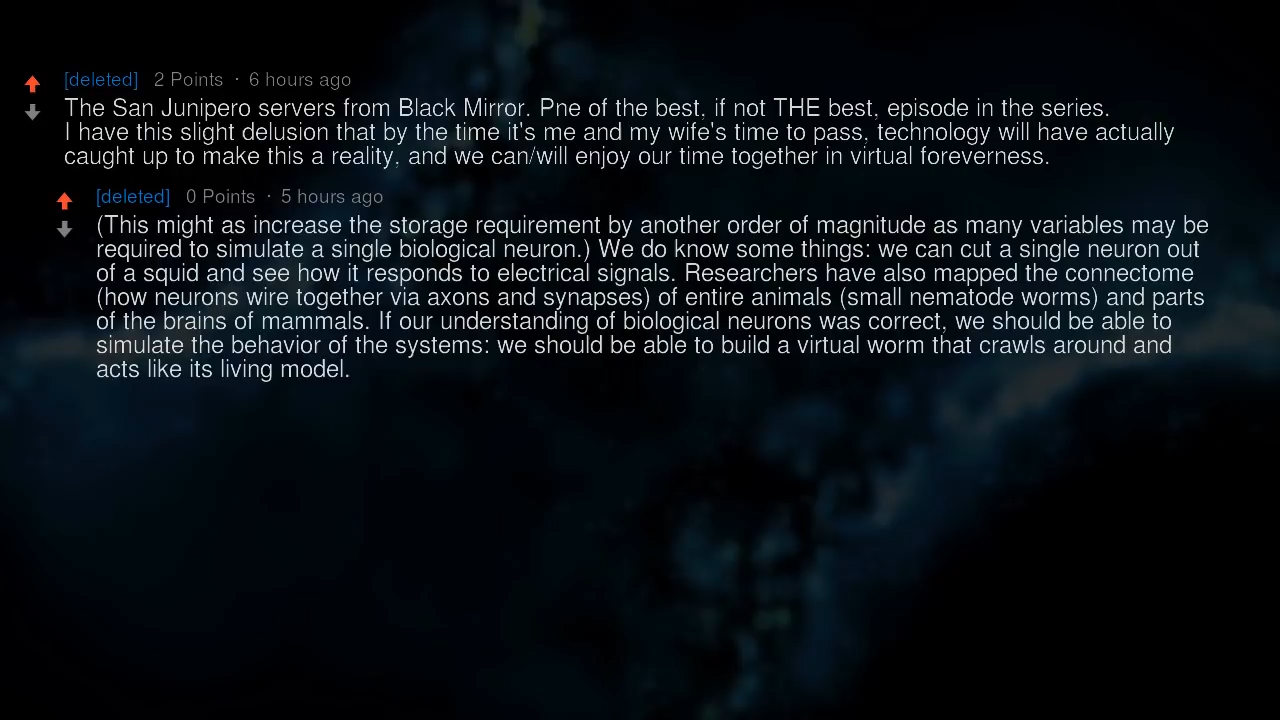 [deleted] 2 Points · 6 hours ago
The San Junipero servers from Black Mirror. Pne of the best, if not THE best, episode in the series.
I have this slight delusion that by the time it's me and my wife's time to pass, technology will have actually
caught up to make this a reality, and we can/will enjoy our time together in virtual foreverness.
[deleted] 0 Points · 5 hours ago
(This might as increase the storage requirement by another order of magnitude as many variables may be
required to simulate a single biological neuron.) We do know some things: we can cut a single neuron out
of a squid and see how it responds to electrical signals. Researchers have also mapped the connectome
(how neurons wire together via axons and synapses) of entire animals (small nematode worms) and parts
of the brains of mammals. If our understanding of biological neurons was correct, we should be able to
simulate the behavior of the systems: we should be able to build a virtual worm that crawls around and
acts like its living model.